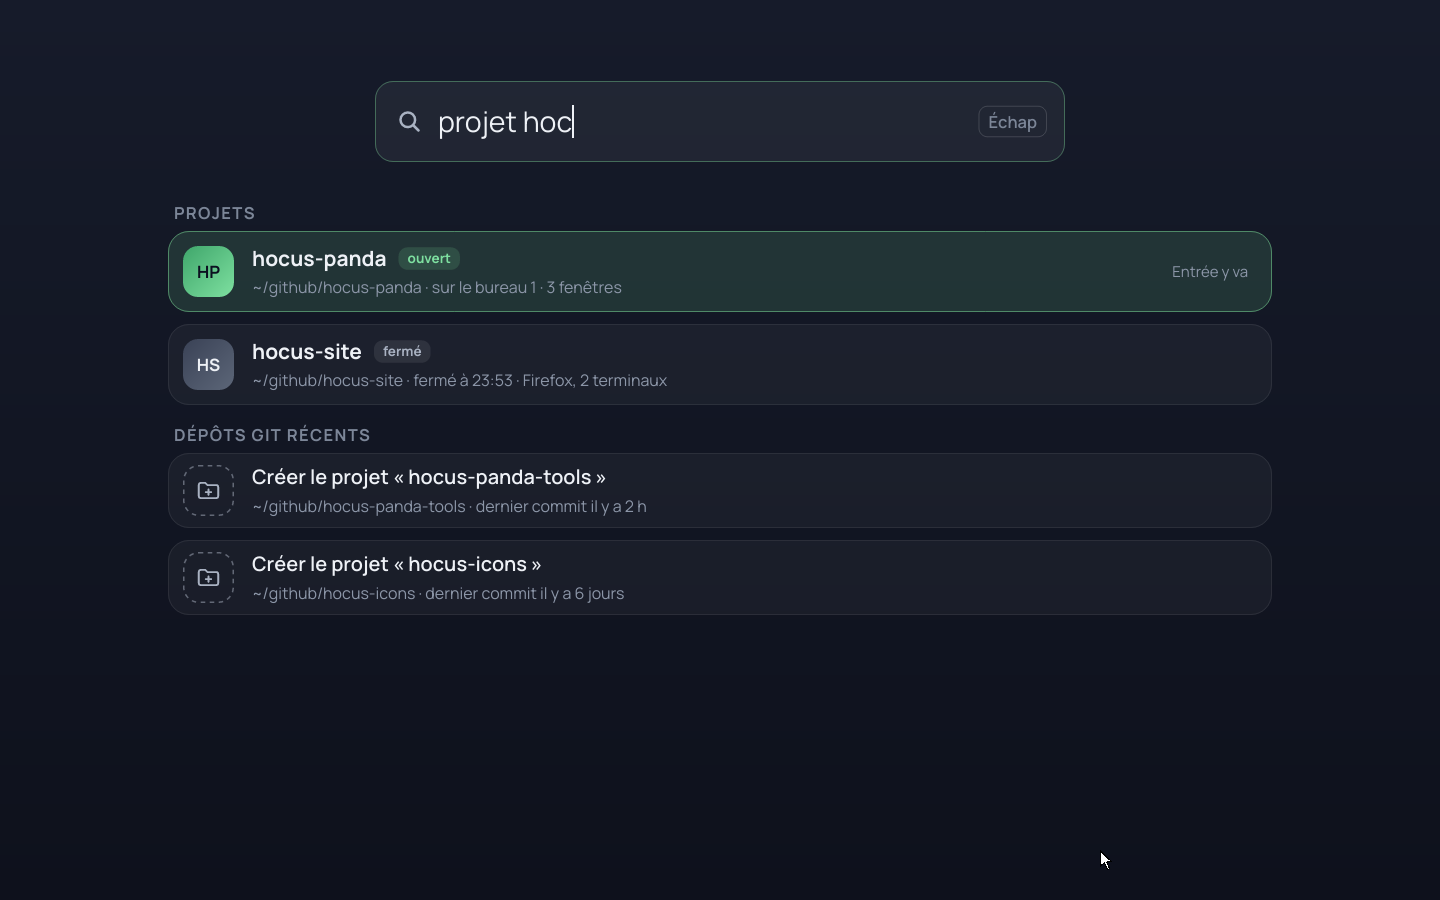 projet hoc
Échap
PROJETS
HP
hocus-panda ouvert
~/github/hocus-panda · sur le bureau 1 · 3 fenêtres
Entrée y va
HS
hocus-site fermé
~/github/hocus-site · fermé à 23:53 · Firefox, 2 terminaux
DÉPÔTS GIT RÉCENTS
Créer le projet « hocus-panda-tools »
~/github/hocus-panda-tools · dernier commit il y a 2 h
Créer le projet « hocus-icons »
~/github/hocus-icons · dernier commit il y a 6 jours